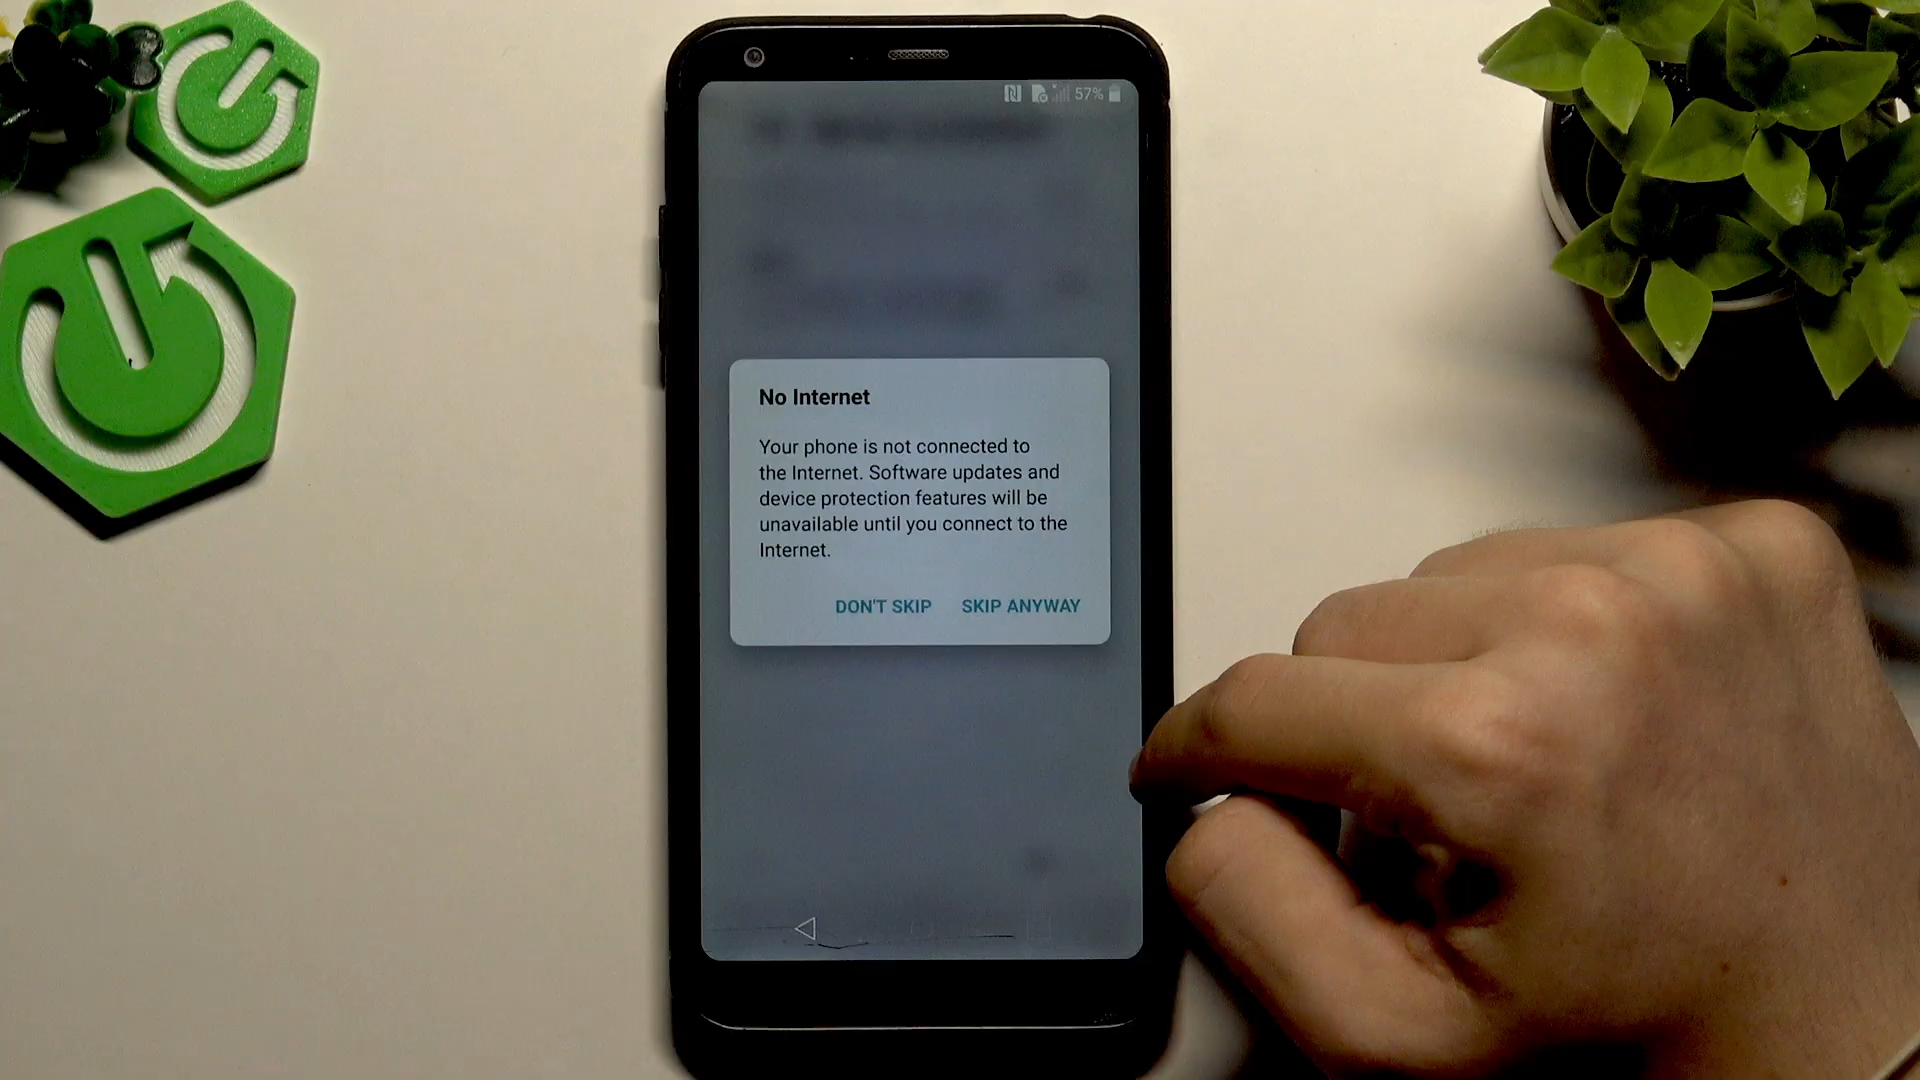 57%
No Internet
Your phone is not connected to
the Internet. Software updates and
device protection features will be
unavailable until you connect to the
Internet.
DON'T SKIP SKIP ANYWAY